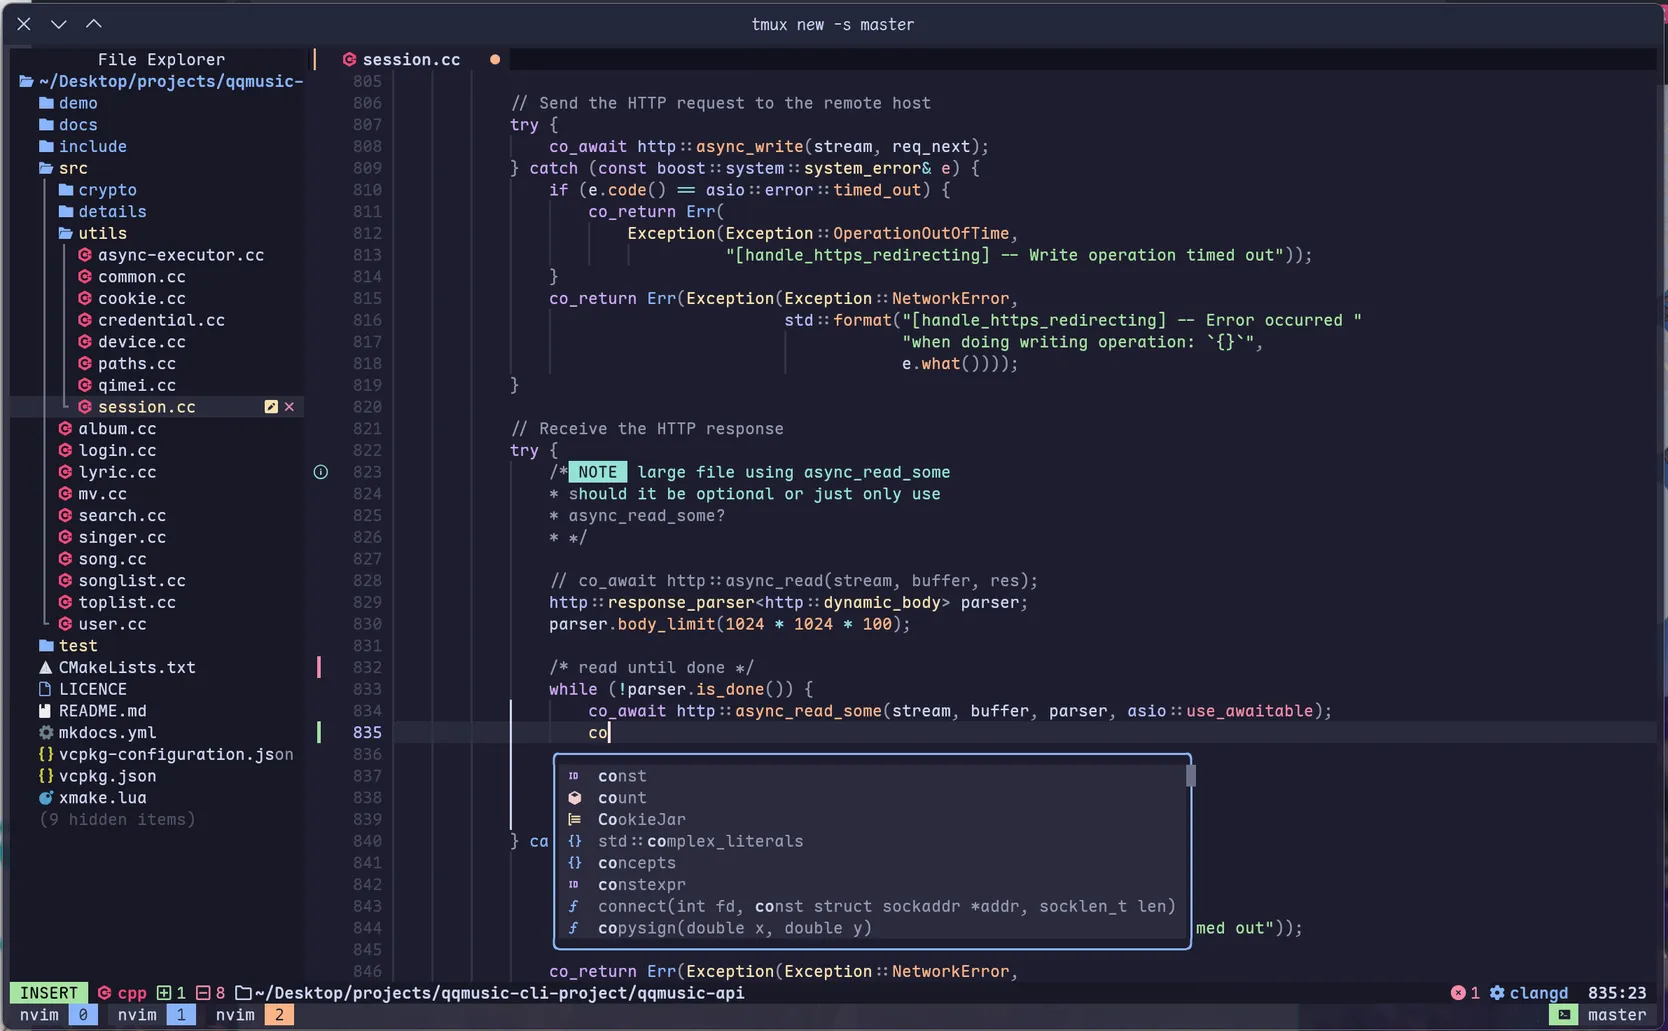 tmux new -s master
File Explorer
~/Desktop/projects/qqmusic-
demo
docs
include
src
crypto
details
utils
async-executor.cc
common.cc
cookie.cc
credential.cc
device.cc
paths.cc
qimei.cc
session.cc
album.cc
login.cc
lyric.cc
mv.cc
search.cc
singer.cc
song.cc
songlist.cc
toplist.cc
user.cc
test
CMakeLists.txt
LICENCE
README.md
mkdocs.yml
{} vcpkg-configuration.json
{} vcpkg.json
xmake.lua
(9 hidden items)
session.cc
805
806 // Send the HTTP request to the remote host
807 try {
808 co_await http::async_write(stream, req_next);
809 } catch (const boost::system::system_error& e) {
810 if (e.code() == asio::error::timed_out) {
811 co_return Err(
812 Exception(Exception::OperationOutOfTime,
813 "[handle_https_redirecting] -- Write operation timed out"));
814 }
815 co_return Err(Exception(Exception::NetworkError,
816 std::format("[handle_https_redirecting] -- Error occurred "
817 "when doing writing operation: `{}`",
818 e.what())));
819 }
820
821 // Receive the HTTP response
822 try {
823 /* NOTE large file using async_read_some
824 * should it be optional or just only use
825 * async_read_some?
826 * */
827
828 // co_await http::async_read(stream, buffer, res);
829 http::response_parser<http::dynamic_body> parser;
830 parser.body_limit(1024 * 1024 * 100);
831
832 /* read until done */
833 while (!parser.is_done()) {
834 co_await http::async_read_some(stream, buffer, parser, asio::use_awaitable);
835 co
836
837 ID const
838 count
839 CookieJar
840 } ca {} std::complex_literals
841 {} concepts
842 ID constexpr
843 f connect(int fd, const struct sockaddr *addr, socklen_t len)
844 f copysign(double x, double y) med out"));
845
846 co_return Err(Exception(Exception::NetworkError,
INSERT cpp 1 8 ~/Desktop/projects/qqmusic-cli-project/qqmusic-api 1 clangd 835:23
nvim 0 nvim 1 nvim 2 master